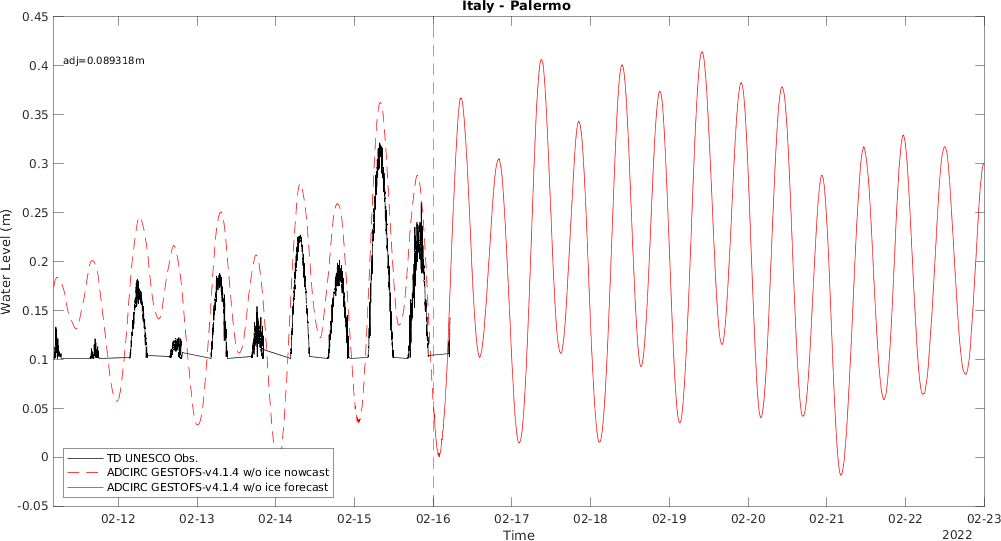 Italy - Palermo
adj=0.089318m
Water Level (m)
0.45
0.4
0.35
0.3
0.25
0.2
0.15
0.1
0.05
0
-0.05
TD UNESCO Obs.
ADCIRC GESTOFS-v4.1.4 w/o ice nowcast
ADCIRC GESTOFS-v4.1.4 w/o ice forecast
02-12 02-13 02-14 02-15 02-16 02-17 02-18 02-19 02-20 02-21 02-22 02-23
Time
2022